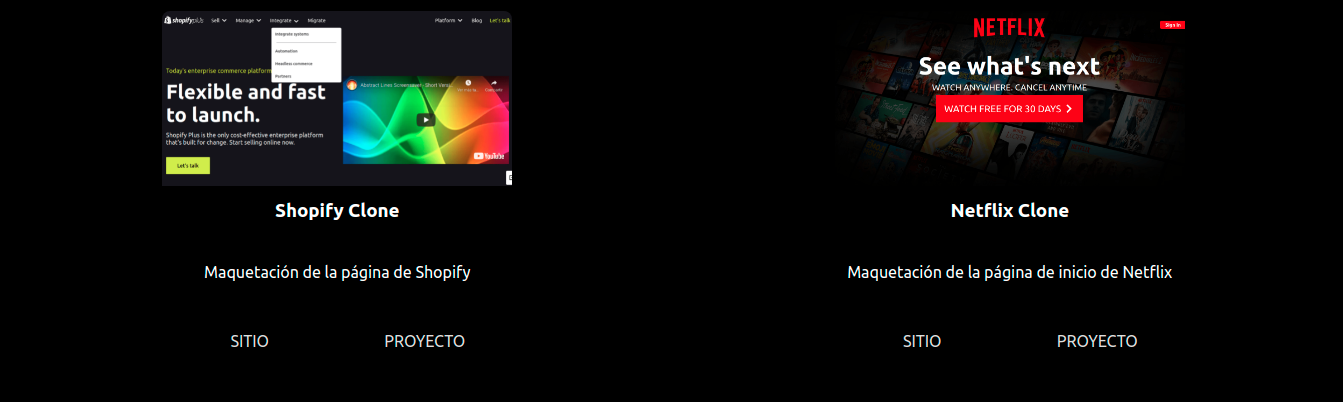 shopifyplus Sell Manage Integrate Migrate Platform Blog Let's talk
Integrate systems
Automation
Headless commerce
Partners
Today's enterprise commerce platform
Flexible and fast
to launch.
Shopify Plus is the only cost-effective enterprise platform
that's built for change. Start selling online now.
Let's talk
Abstract Lines Screensaver - Short Version
YouTube
Shopify Clone
Maquetación de la página de Shopify
SITIO PROYECTO
NETFLIX
Sign In
See what's next
WATCH ANYWHERE. CANCEL ANYTIME
WATCH FREE FOR 30 DAYS
Netflix Clone
Maquetación de la página de inicio de Netflix
SITIO PROYECTO